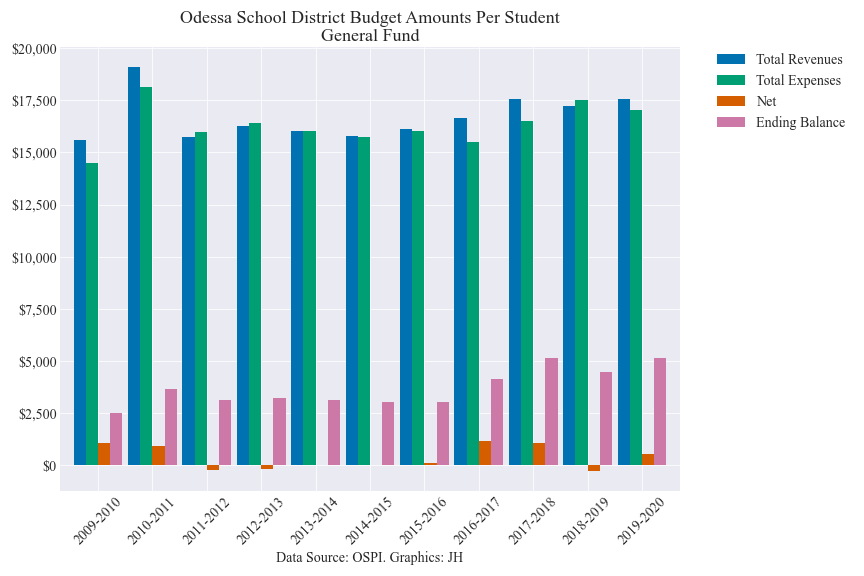 Odessa School District Budget Amounts Per Student
General Fund
Total Revenues
Total Expenses
Net
Ending Balance
$20,000
$17,500
$15,000
$12,500
$10,000
$7,500
$5,000
$2,500
$0
2009-2010
2010-2011
2011-2012
2012-2013
2013-2014
2014-2015
2015-2016
2016-2017
2017-2018
2018-2019
2019-2020
Data Source: OSPI. Graphics: JH